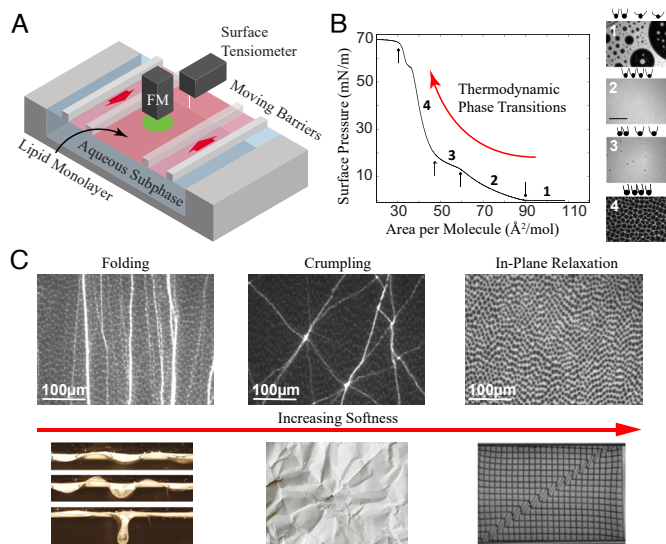 A
Surface
Tensiometer
FM
Moving Barriers
Lipid Monolayer
Aqueous Subphase
B
Surface Pressure (mN/m)
70
50
30
10
30
50
70
90
110
Area per Molecule (Å²/mol)
Thermodynamic
Phase Transitions
4
3
2
1
1
2
3
4
C
Folding
Crumpling
In-Plane Relaxation
100µm
100µm
100µm
Increasing Softness